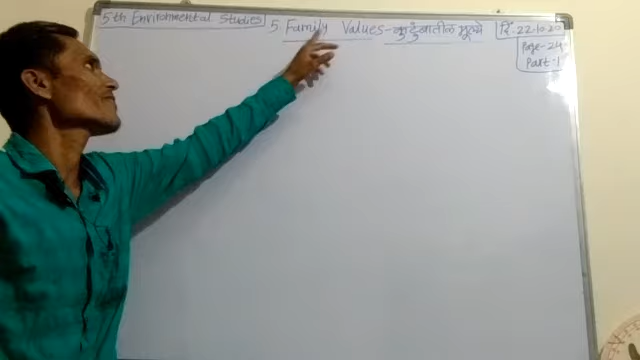 5th Environmental Studies
5. Family Values - कुटुंबातील मूल्ये
दि. 22-10-20
Page-24
Part-1